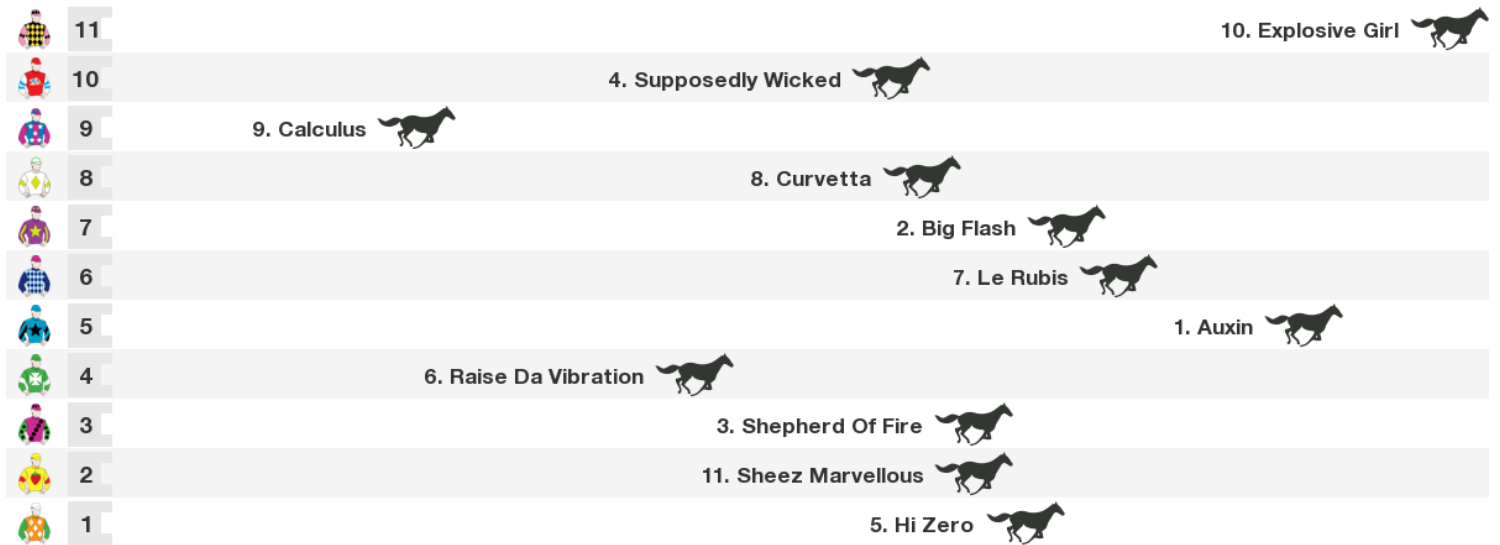 11 10. Explosive Girl
10 4. Supposedly Wicked
9 9. Calculus
8 8. Curvetta
7 2. Big Flash
6 7. Le Rubis
5 1. Auxin
4 6. Raise Da Vibration
3 3. Shepherd Of Fire
2 11. Sheez Marvellous
1 5. Hi Zero